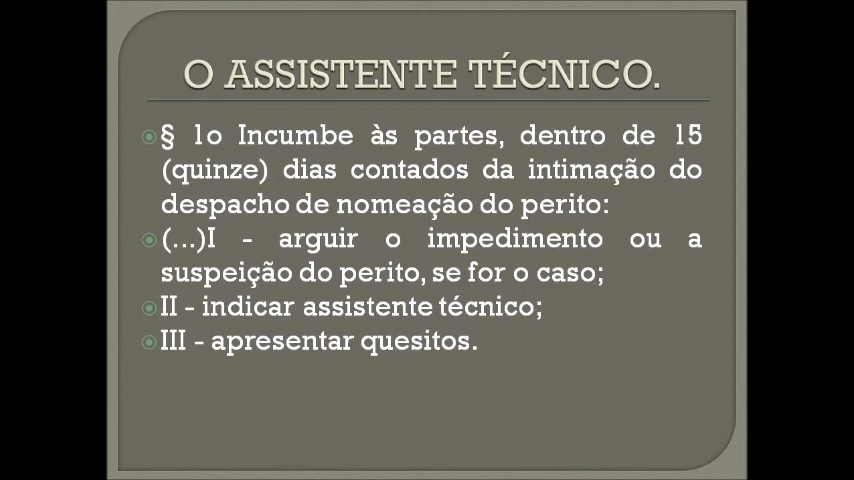 O ASSISTENTE TÉCNICO.
§ 1o Incumbe às partes, dentro de 15
(quinze) dias contados da intimação do
despacho de nomeação do perito:
(...)I - arguir o impedimento ou a
suspeição do perito, se for o caso;
II - indicar assistente técnico;
III - apresentar quesitos.